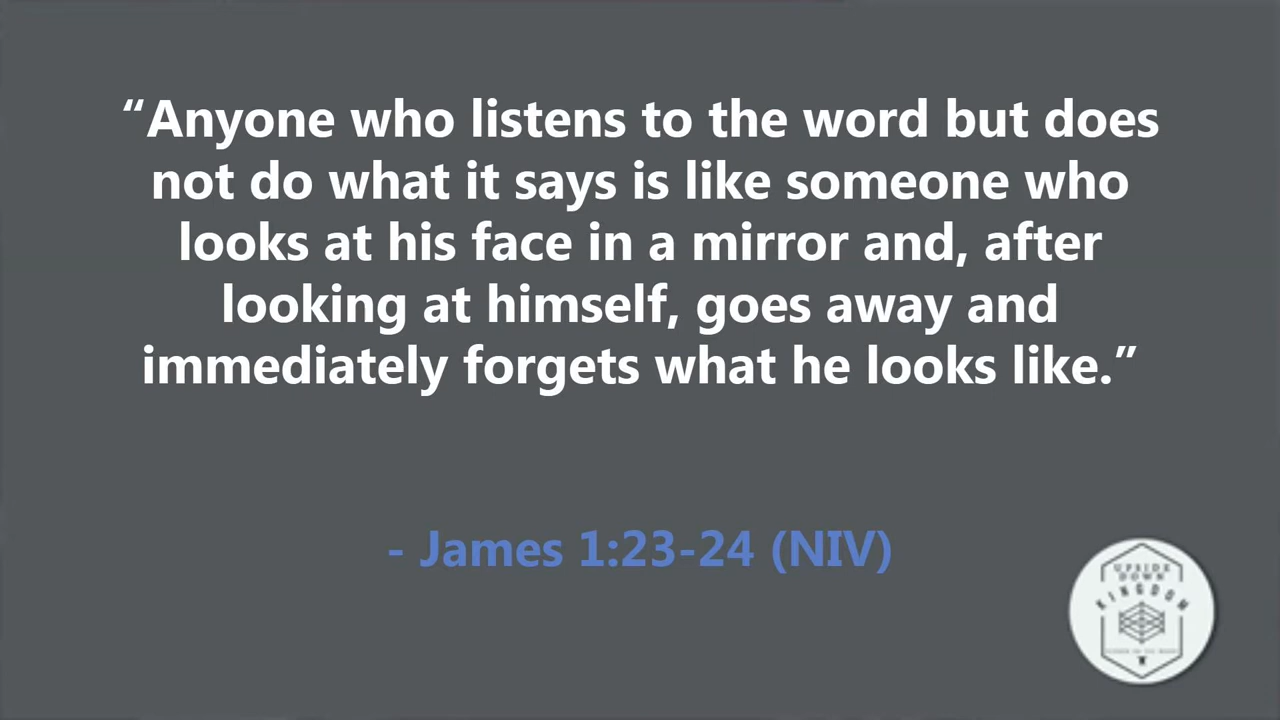 “Anyone who listens to the word but does
not do what it says is like someone who
looks at his face in a mirror and, after
looking at himself, goes away and
immediately forgets what he looks like.”
- James 1:23-24 (NIV)
UPSIDE
DOWN
KINGDOM